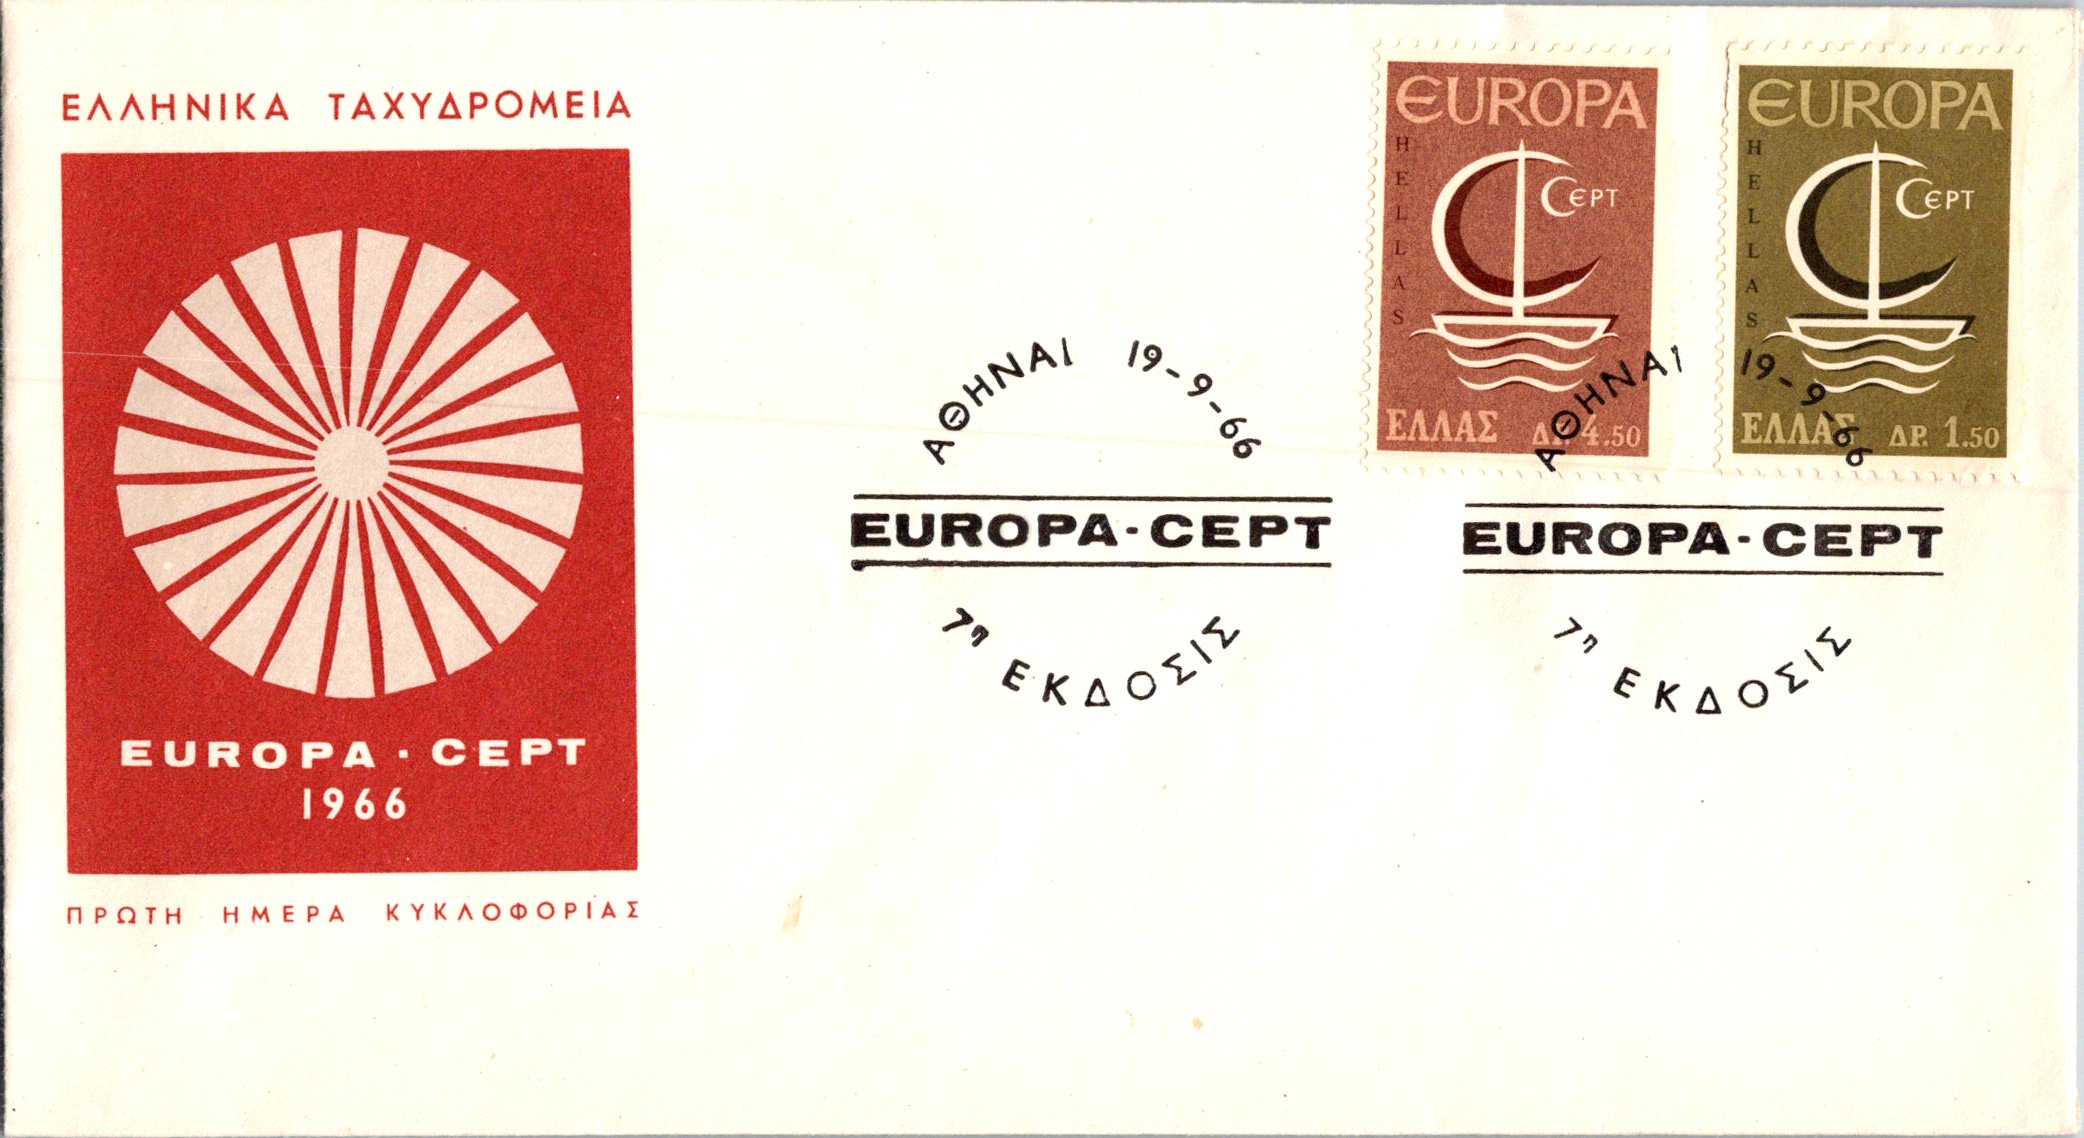 ΕΛΛΗΝΙΚΑ ΤΑΧΥΔΡΟΜΕΙΑ
EUROPA · CEPT
1966
ΠΡΩΤΗ ΗΜΕΡΑ ΚΥΚΛΟΦΟΡΙΑΣ
ΑΘΗΝΑΙ 19-9-66
EUROPA-CEPT
7η ΕΚΔΟΣΙΣ
EUROPA
HELLAS
CEPT
ΕΛΛΑΣ ΔΡ. 4.50
EUROPA
HELLAS
CEPT
ΕΛΛΑΣ ΔΡ. 1.50
ΑΘΗΝΑΙ 19-9-66
EUROPA-CEPT
7η ΕΚΔΟΣΙΣ